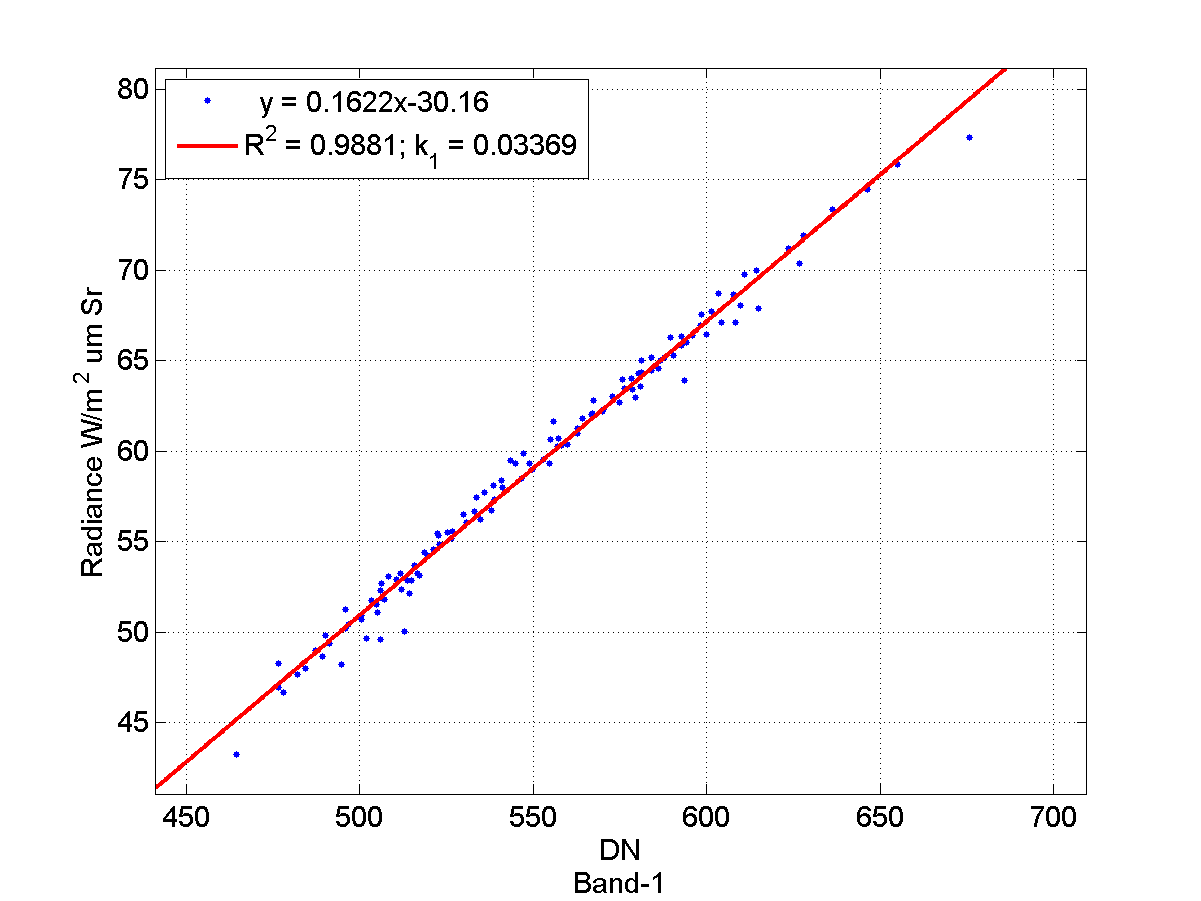 y = 0.1622x-30.16
R² = 0.9881; k₁ = 0.03369
80
75
70
65
60
55
50
45
Radiance W/m² um Sr
450 500 550 600 650 700
DN
Band-1